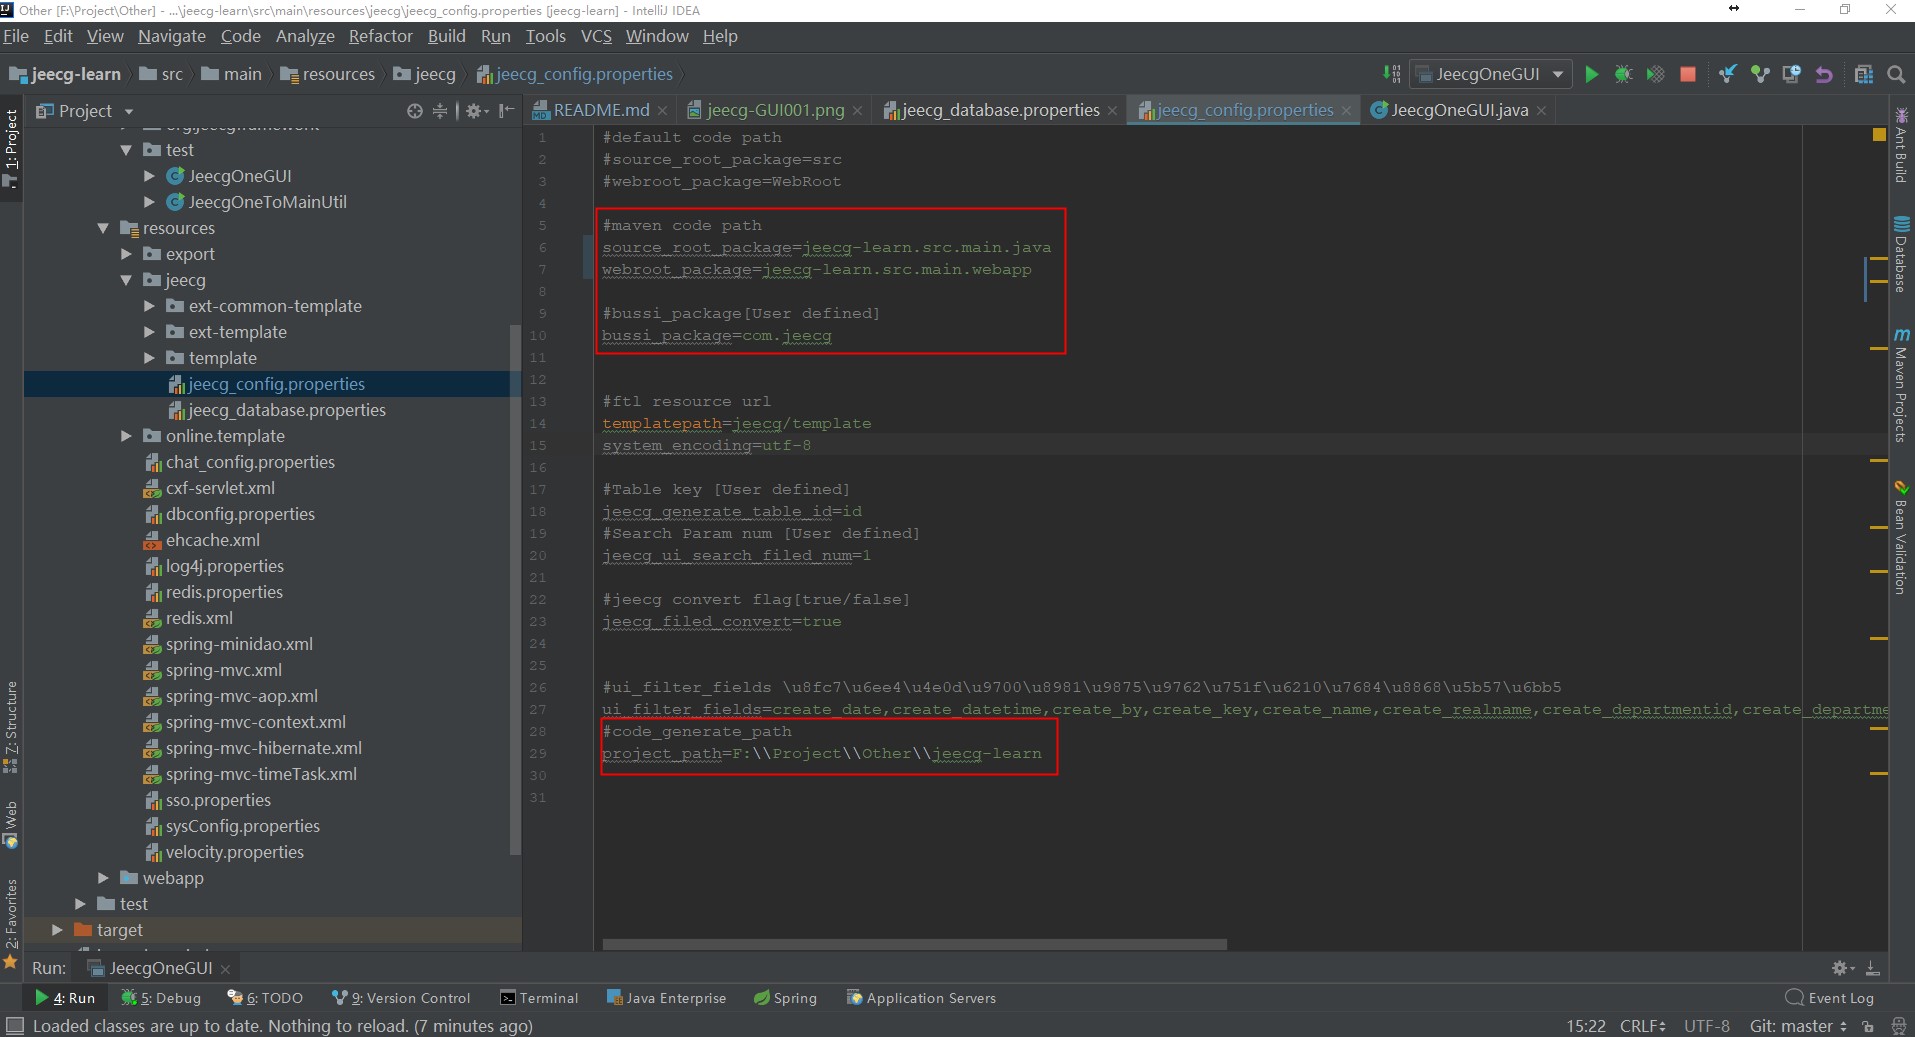 Other [F:\Project\Other] - ...\jeecg-learn\src\main\resources\jeecg\jeecg_config.properties [jeecg-learn] - IntelliJ IDEA
File Edit View Navigate Code Analyze Refactor Build Run Tools VCS Window Help
jeecg-learn src main resources jeecg jeecg_config.properties
JeecgOneGUI
Project
README.md jeecg-GUI001.png jeecg_database.properties jeecg_config.properties JeecgOneGUI.java
1: Project
7: Structure
Web
2: Favorites
org.jeecgframework
test
JeecgOneGUI
JeecgOneToMainUtil
resources
export
jeecg
ext-common-template
ext-template
template
jeecg_config.properties
jeecg_database.properties
online.template
chat_config.properties
cxf-servlet.xml
dbconfig.properties
ehcache.xml
log4j.properties
redis.properties
redis.xml
spring-minidao.xml
spring-mvc.xml
spring-mvc-aop.xml
spring-mvc-context.xml
spring-mvc-hibernate.xml
spring-mvc-timeTask.xml
sso.properties
sysConfig.properties
velocity.properties
webapp
test
target
1 #default code path
2 #source_root_package=src
3 #webroot_package=WebRoot
4
5 #maven code path
6 source_root_package=jeecg-learn.src.main.java
7 webroot_package=jeecg-learn.src.main.webapp
8
9 #bussi_package[User defined]
10 bussi_package=com.jeecg
11
12
13 #ftl resource url
14 templatepath=jeecg/template
15 system_encoding=utf-8
16
17 #Table key [User defined]
18 jeecg_generate_table_id=id
19 #Search Param num [User defined]
20 jeecg_ui_search_filed_num=1
21
22 #jeecg convert flag[true/false]
23 jeecg_filed_convert=true
24
25
26 #ui_filter_fields \u8fc7\u6ee4\u4e0d\u9700\u8981\u9875\u9762\u751f\u6210\u7684\u8868\u5b57\u6bb5
27 ui_filter_fields=create_date,create_datetime,create_by,create_key,create_name,create_realname,create_departmentid,create_departme
28 #code_generate_path
29 project_path=F:\\Project\\Other\\jeecg-learn
30
31
Ant Build
Database
Maven Projects
Bean Validation
Run: JeecgOneGUI
4: Run 5: Debug 6: TODO 9: Version Control Terminal Java Enterprise Spring Application Servers Event Log
Loaded classes are up to date. Nothing to reload. (7 minutes ago) 15:22 CRLF UTF-8 Git: master